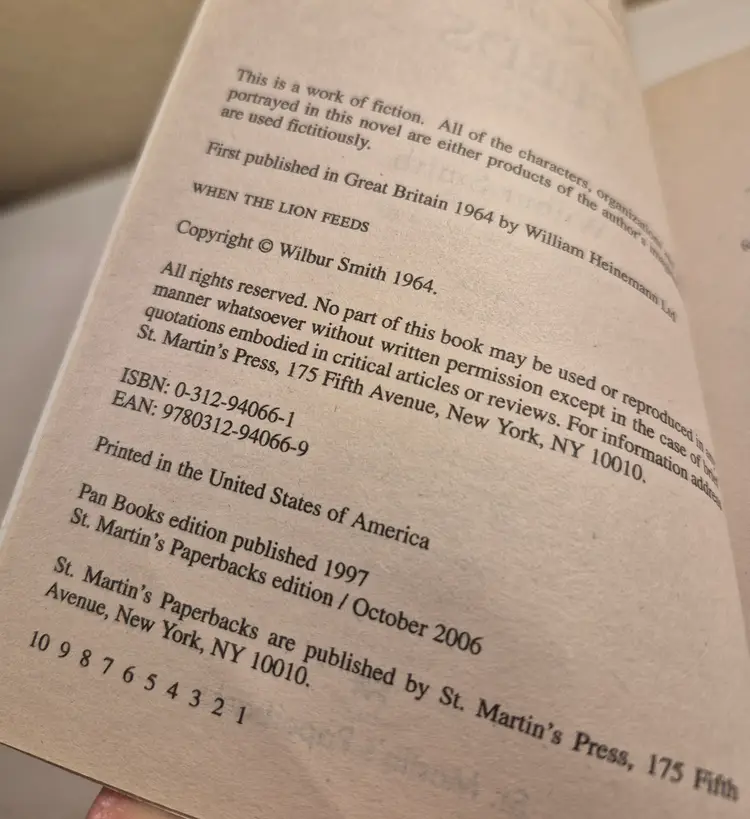 This is a work of fiction. All of the characters, organizations,
portrayed in this novel are either products of the author's
are used fictitiously.
First published in Great Britain 1964 by William Heinemann Ltd
WHEN THE LION FEEDS
Copyright © Wilbur Smith 1964.
All rights reserved. No part of this book may be used or reproduced in any
manner whatsoever without written permission except in the case of brief
quotations embodied in critical articles or reviews. For information address
St. Martin's Press, 175 Fifth Avenue, New York, NY 10010.
ISBN: 0-312-94066-1
EAN: 9780312-94066-9
Printed in the United States of America
Pan Books edition published 1997
St. Martin's Paperbacks edition / October 2006
St. Martin's Paperbacks are published by St. Martin's Press, 175 Fifth
Avenue, New York, NY 10010.
10 9 8 7 6 5 4 3 2 1